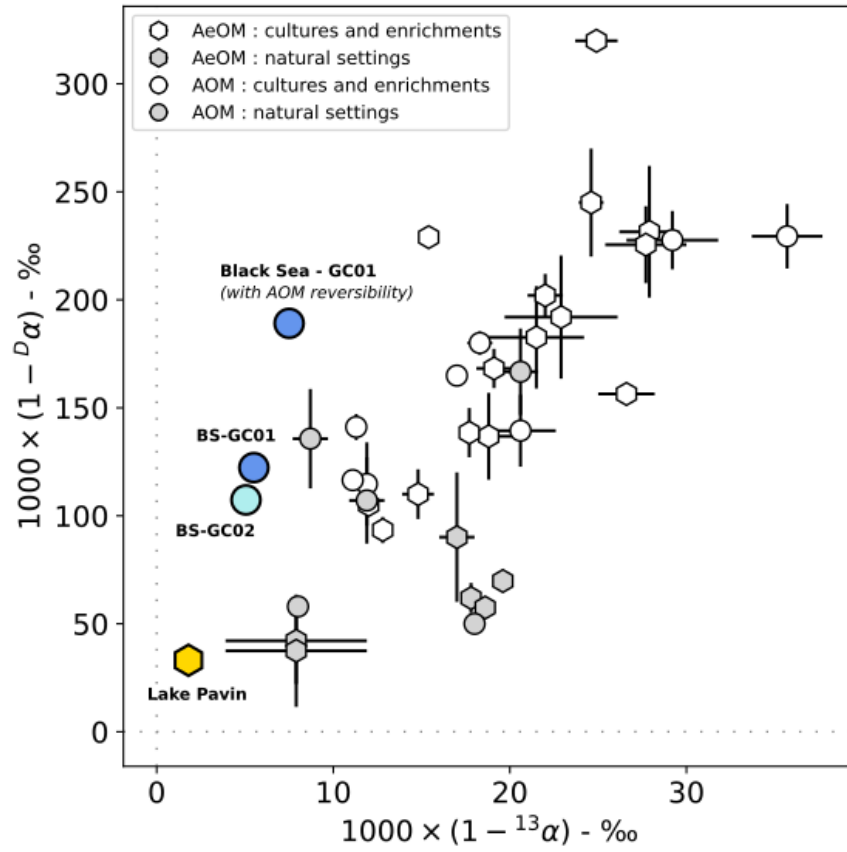 AeOM : cultures and enrichments
AeOM : natural settings
AOM : cultures and enrichments
AOM : natural settings
300
250
200
150
100
50
0
1000 × (1 − ᴰα) - ‰
Black Sea - GC01
(with AOM reversibility)
BS-GC01
BS-GC02
Lake Pavin
0
10
20
30
1000 × (1 − ¹³α) - ‰